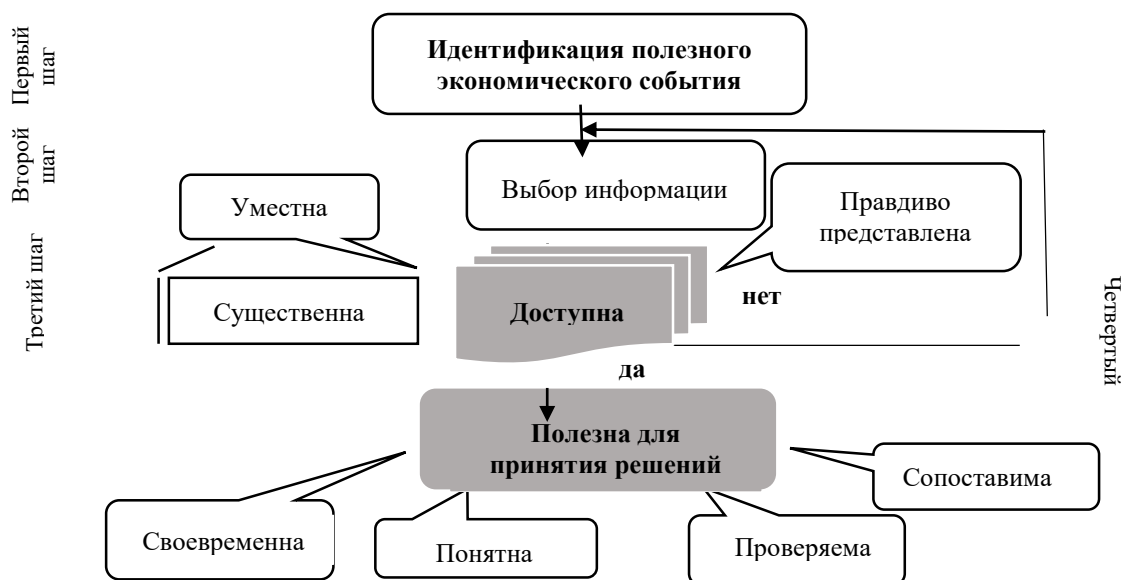 Первый
шаг
Идентификация полезного
экономического события
Второй
шаг
Выбор информации
Уместна
Правдиво
представлена
Третий шаг
Существенна
Доступна
нет
Четвертый
да
Полезна для
принятия решений
Сопоставима
Своевременна
Понятна
Проверяема